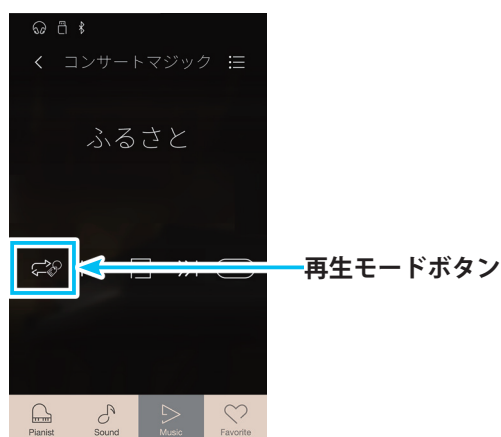 コンサートマジック
ふるさと
再生モードボタン
Pianist
Sound
Music
Favorite